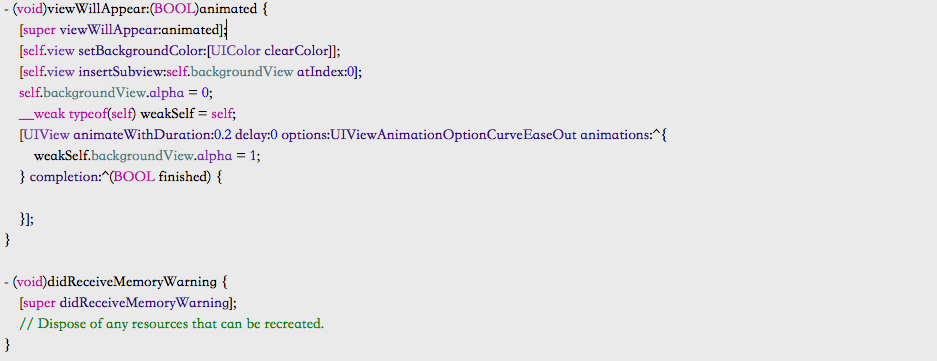 - (void)viewWillAppear:(BOOL)animated {
[super viewWillAppear:animated];
[self.view setBackgroundColor:[UIColor clearColor]];
[self.view insertSubview:self.backgroundView atIndex:0];
self.backgroundView.alpha = 0;
__weak typeof(self) weakSelf = self;
[UIView animateWithDuration:0.2 delay:0 options:UIViewAnimationOptionCurveEaseOut animations:^{
weakSelf.backgroundView.alpha = 1;
} completion:^(BOOL finished) {
}];
}
- (void)didReceiveMemoryWarning {
[super didReceiveMemoryWarning];
// Dispose of any resources that can be recreated.
}